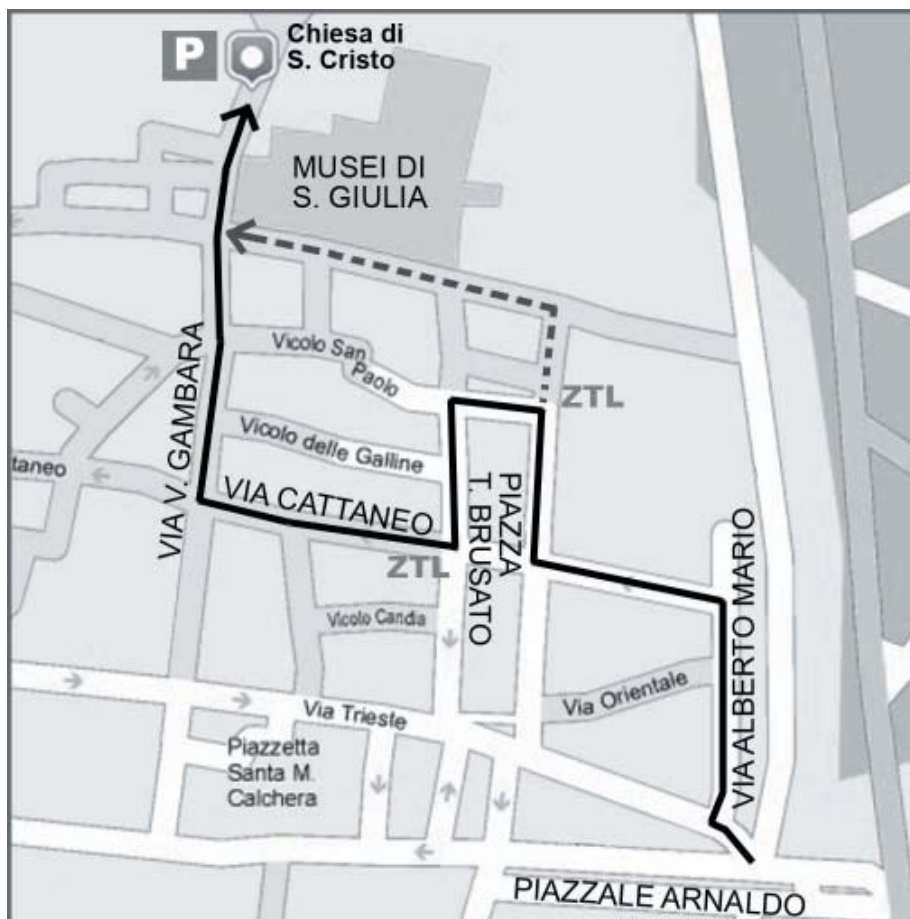 P
Chiesa di
S. Cristo
MUSEI DI
S. GIULIA
VIA V. GAMBARA
Vicolo San
Paolo
ZTL
Vicolo delle Galline
taneo
VIA CATTANEO
PIAZZA
T. BRUSATO
ZTL
Vicolo Candia
VIA ALBERTO MARIO
Via Orientale
Via Trieste
Piazzetta
Santa M.
Calchera
PIAZZALE ARNALDO